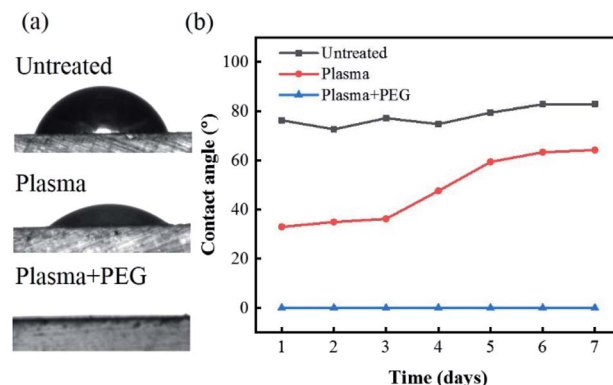 (a)
Untreated
Plasma
Plasma+PEG
(b)
Untreated
Plasma
Plasma+PEG
100
80
60
40
20
0
Contact angle (°)
1 2 3 4 5 6 7
Time (days)